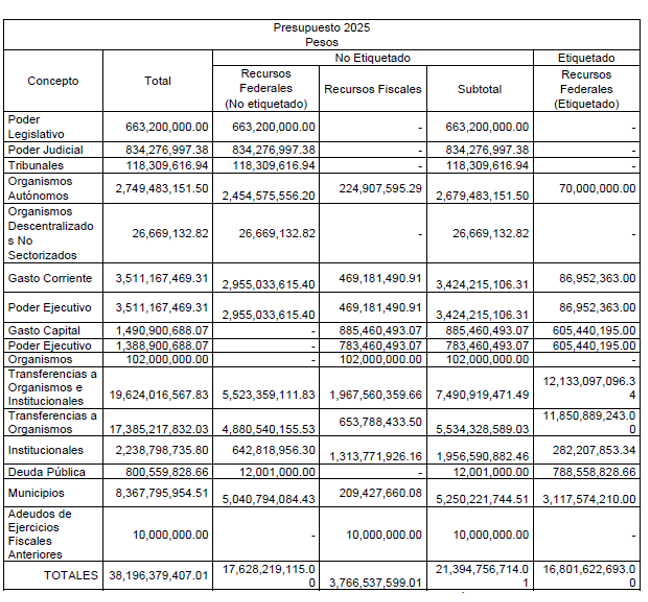 Presupuesto 2025
Pesos
No Etiquetado Etiquetado
Concepto Total Recursos Federales (No etiquetado) Recursos Fiscales Subtotal Recursos Federales (Etiquetado)
Poder Legislativo 663,200,000.00 663,200,000.00 - 663,200,000.00 -
Poder Judicial 834,276,997.38 834,276,997.38 - 834,276,997.38 -
Tribunales 118,309,616.94 118,309,616.94 - 118,309,616.94 -
Organismos Autónomos 2,749,483,151.50 2,454,575,556.20 224,907,595.29 2,679,483,151.50 70,000,000.00
Organismos Descentralizados No Sectorizados 26,669,132.82 26,669,132.82 - 26,669,132.82 -
Gasto Corriente 3,511,167,469.31 2,955,033,615.40 469,181,490.91 3,424,215,106.31 86,952,363.00
Poder Ejecutivo 3,511,167,469.31 2,955,033,615.40 469,181,490.91 3,424,215,106.31 86,952,363.00
Gasto Capital 1,490,900,688.07 - 885,460,493.07 885,460,493.07 605,440,195.00
Poder Ejecutivo 1,388,900,688.07 - 783,460,493.07 783,460,493.07 605,440,195.00
Organismos 102,000,000.00 - 102,000,000.00 102,000,000.00 -
Transferencias a Organismos e Institucionales 19,624,016,567.83 5,523,359,111.83 1,967,560,359.66 7,490,919,471.49 12,133,097,096.34
Transferencias a Organismos 17,385,217,832.03 4,880,540,155.53 653,788,433.50 5,534,328,589.03 11,850,889,243.00
Institucionales 2,238,798,735.80 642,818,956.30 1,313,771,926.16 1,956,590,882.46 282,207,853.34
Deuda Pública 800,559,828.66 12,001,000.00 - 12,001,000.00 788,558,828.66
Municipios 8,367,795,954.51 5,040,794,084.43 209,427,660.08 5,250,221,744.51 3,117,574,210.00
Adeudos de Ejercicios Fiscales Anteriores 10,000,000.00 - 10,000,000.00 10,000,000.00 -
TOTALES 38,196,379,407.01 17,628,219,115.00 3,766,537,599.01 21,394,756,714.01 16,801,622,693.00